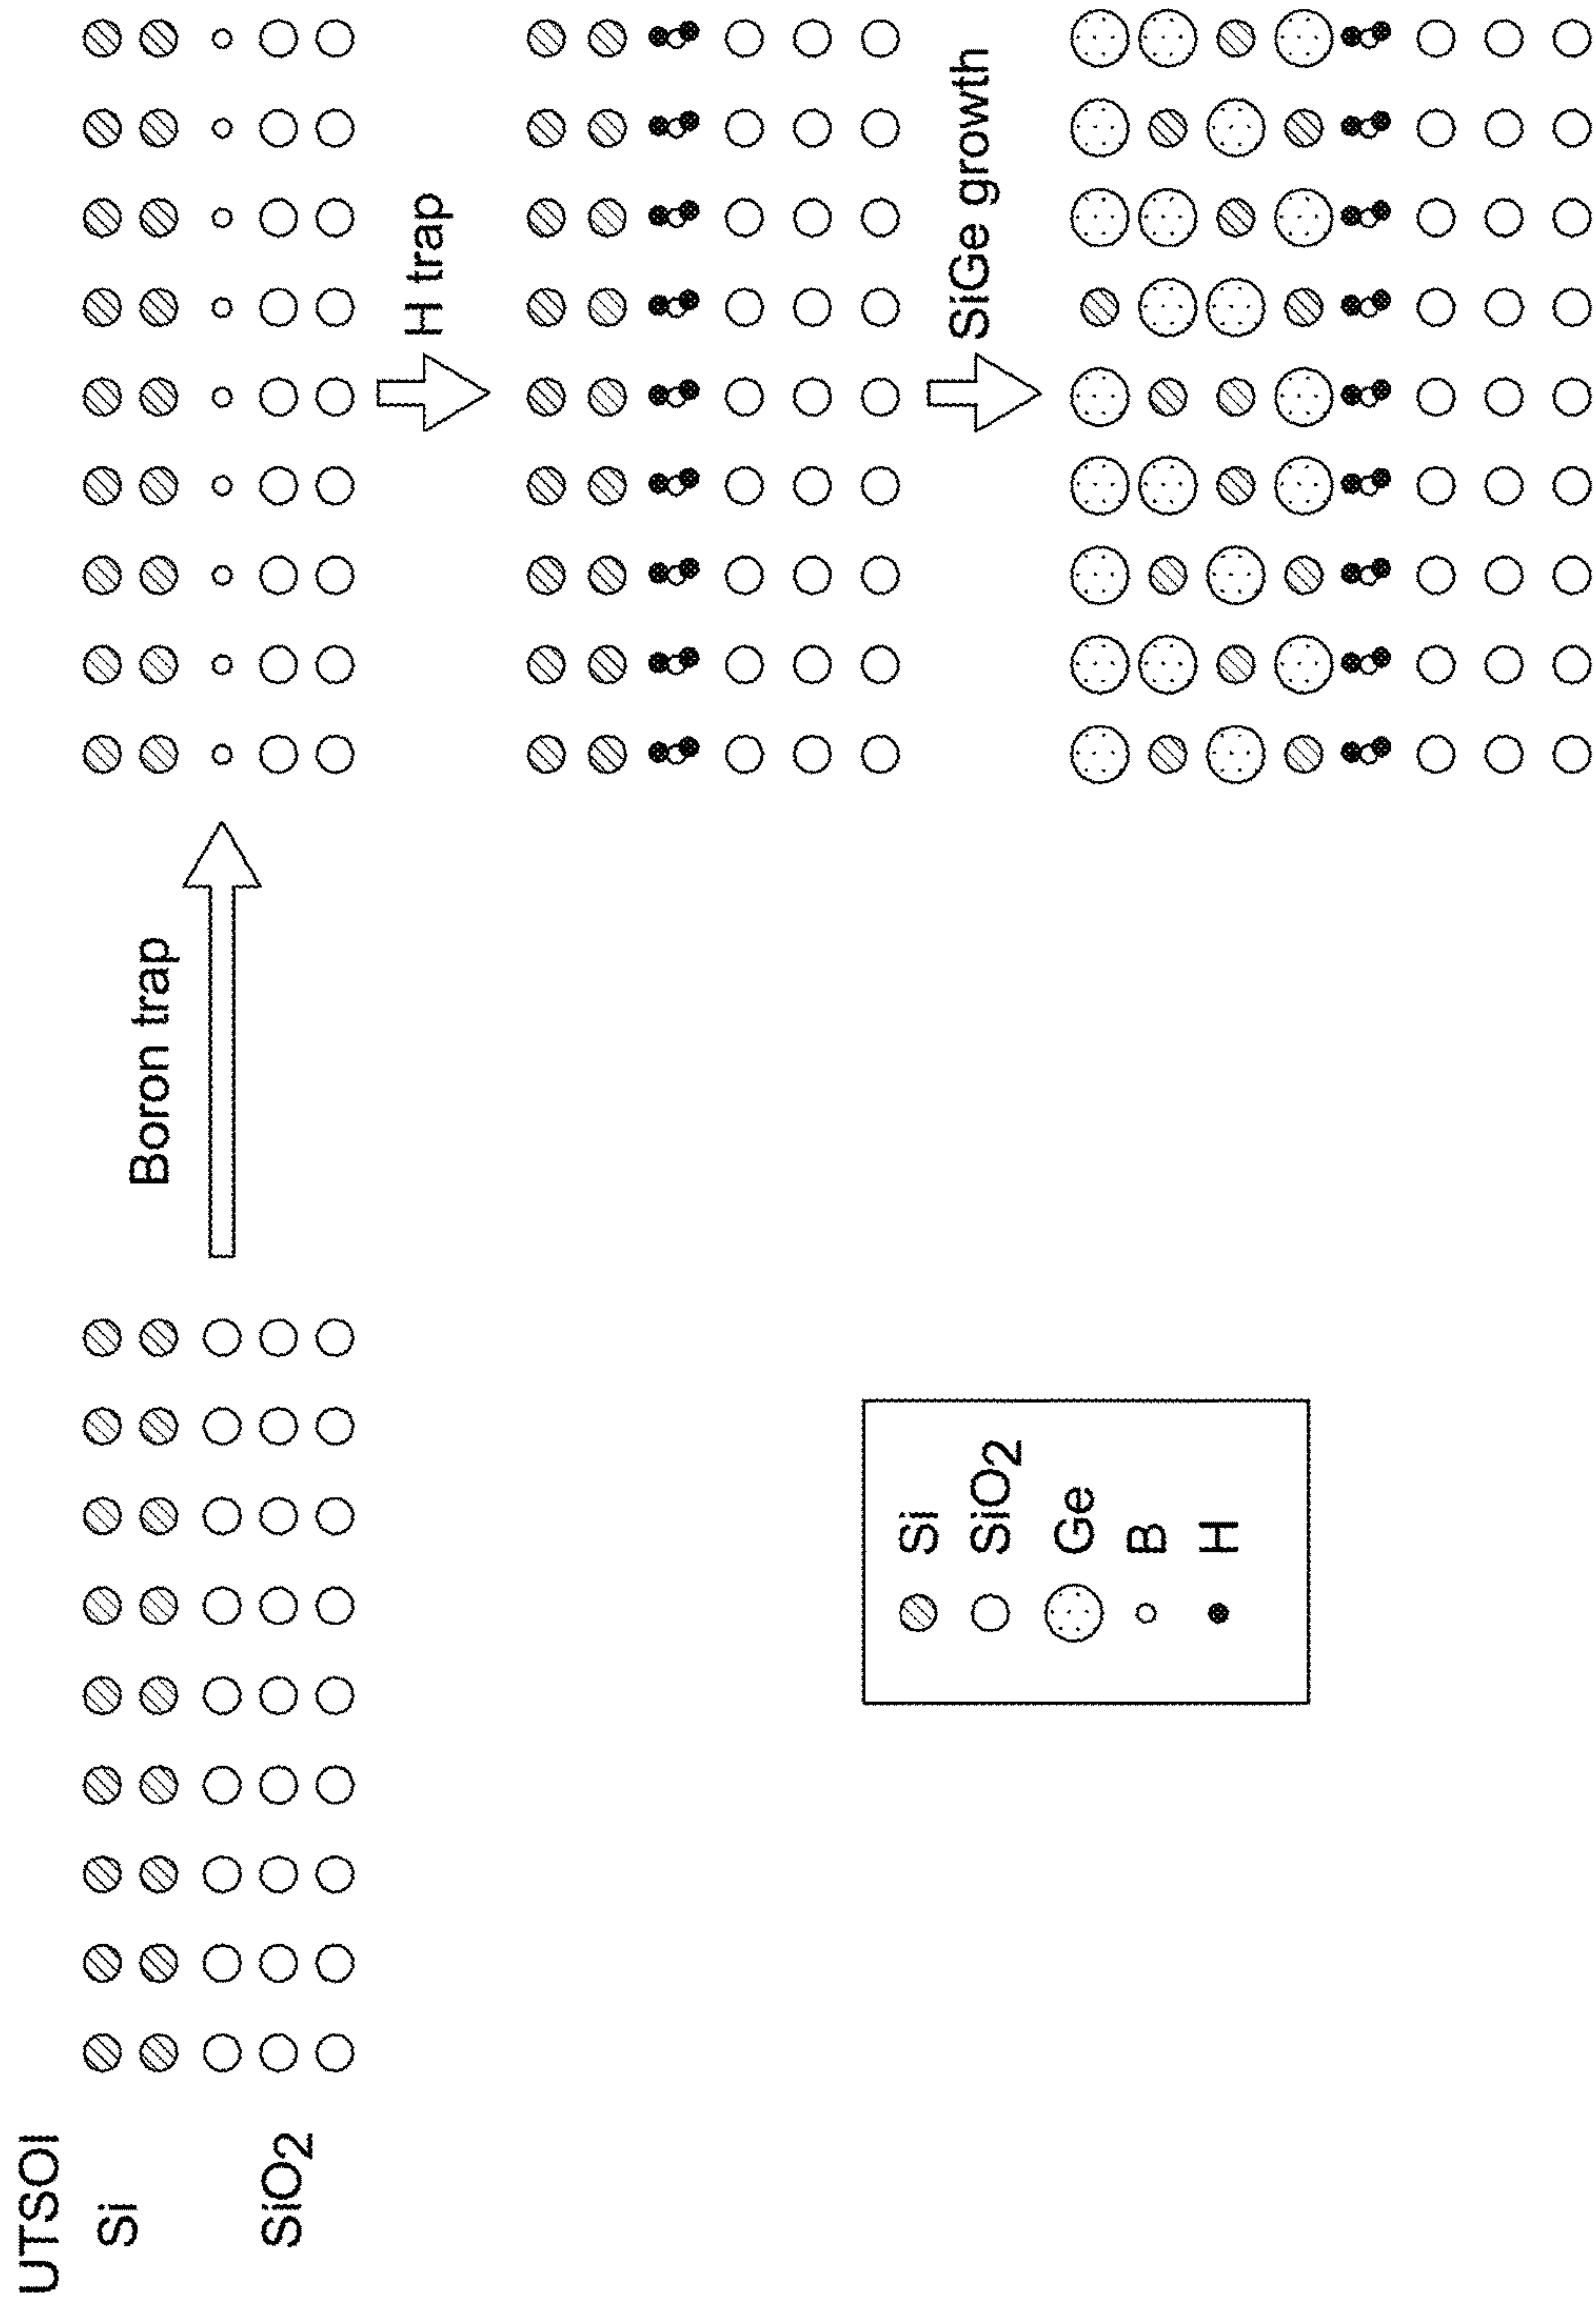 UTSOI
Si
SiO2
Boron trap
H trap
SiGe growth
Si
SiO2
Ge
B
H